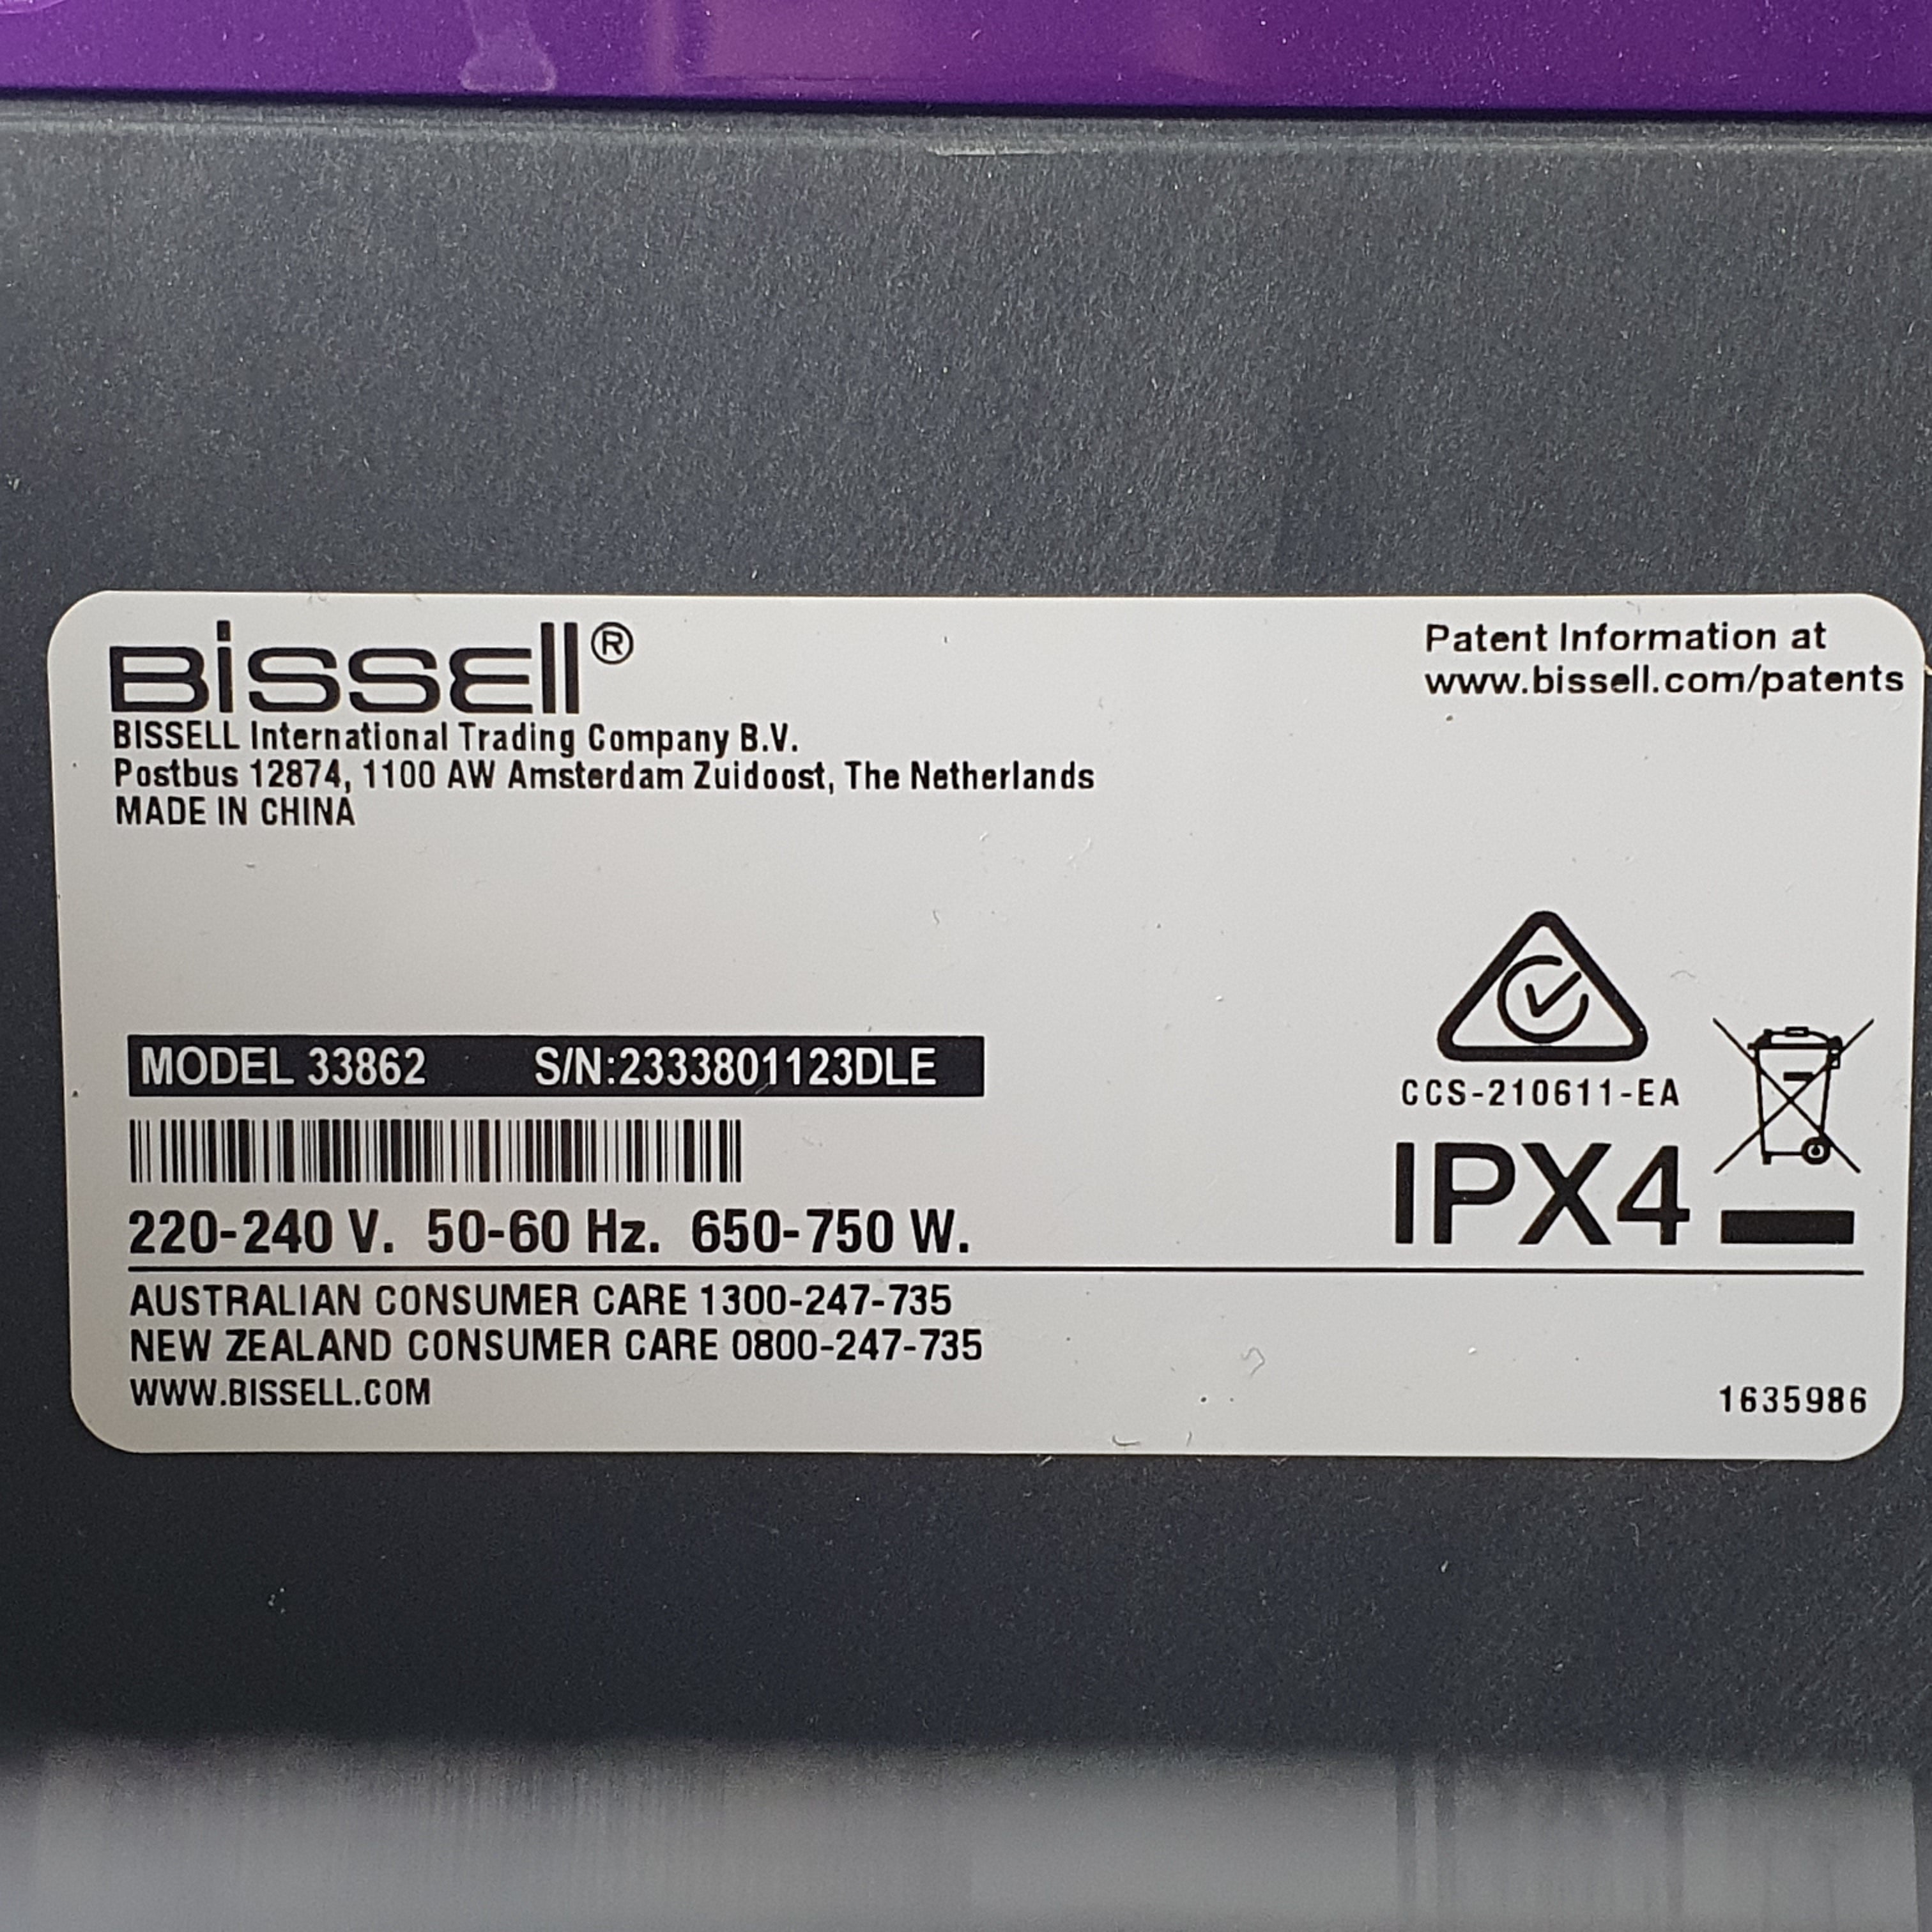 BISSELL®
BISSELL International Trading Company B.V.
Postbus 12874, 1100 AW Amsterdam Zuidoost, The Netherlands
MADE IN CHINA
Patent Information at
www.bissell.com/patents
MODEL 33862 S/N:2333801123DLE
220-240 V. 50-60 Hz. 650-750 W.
CCS-210611-EA
IPX4
AUSTRALIAN CONSUMER CARE 1300-247-735
NEW ZEALAND CONSUMER CARE 0800-247-735
WWW.BISSELL.COM
1635986